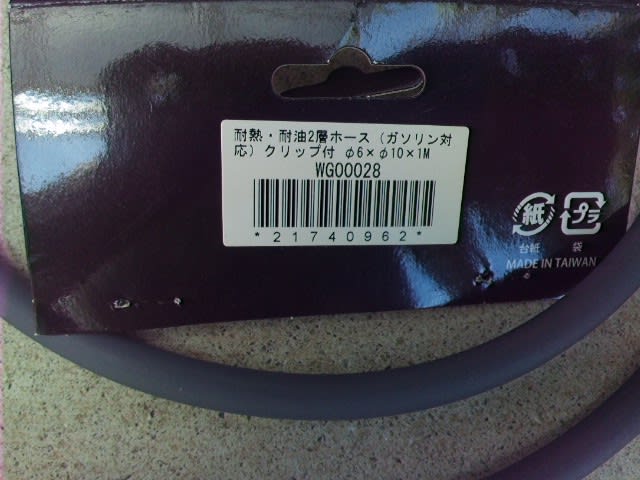 耐熱・耐油2層ホース（ガソリン対
応）クリップ付 φ6×φ10×1M
WG00028
*21740962*
紙 プラ
台紙 袋
MADE IN TAIWAN